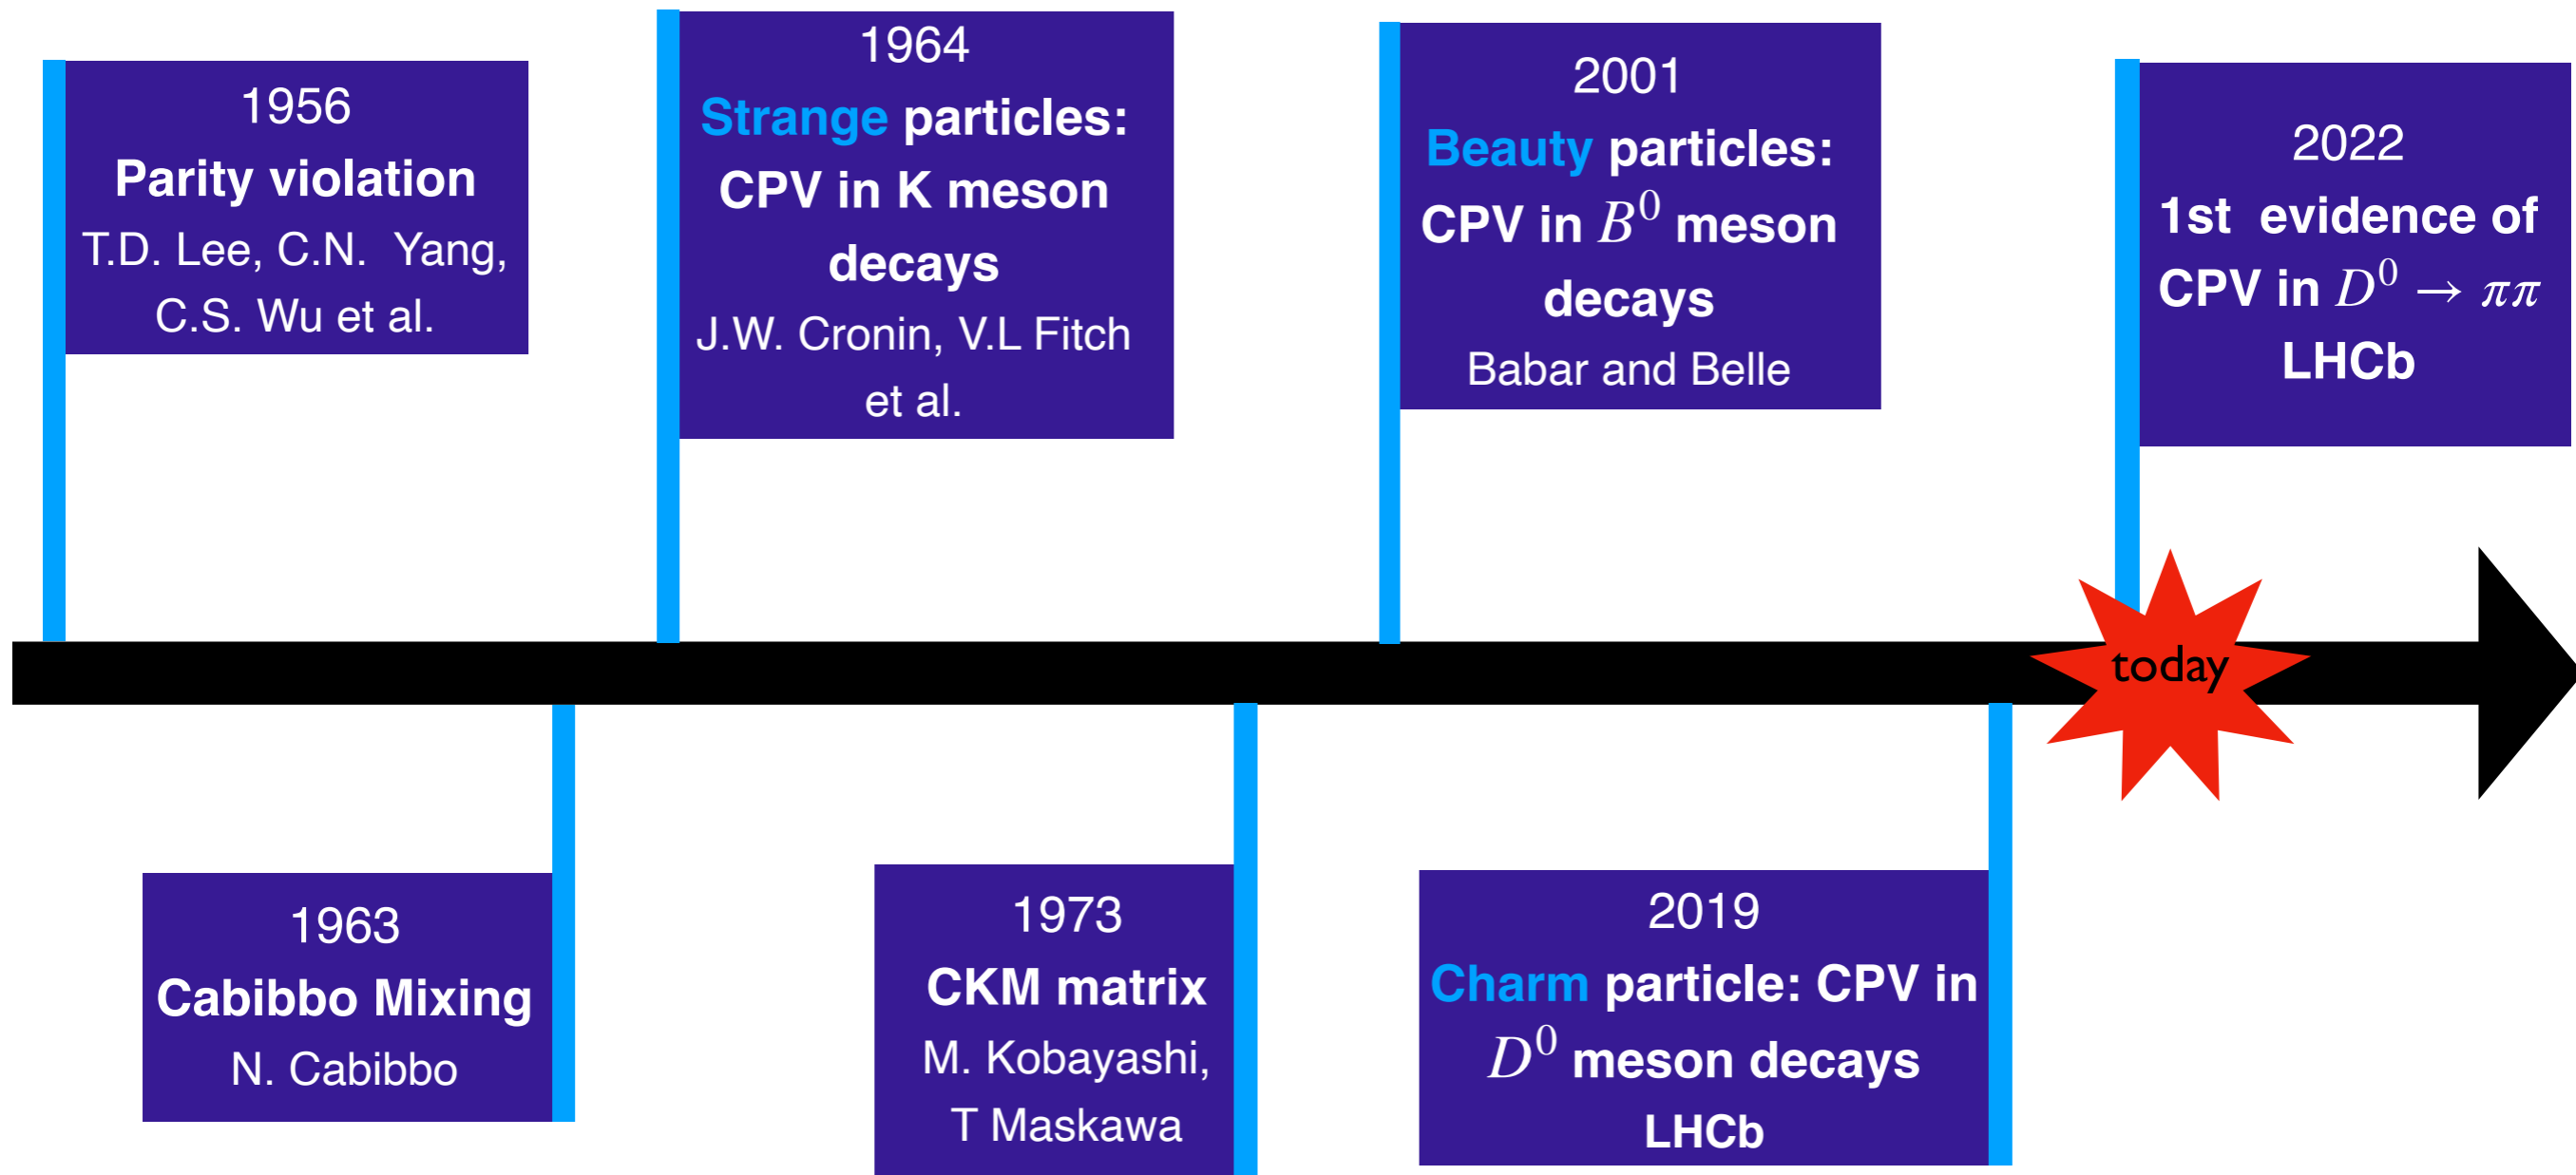 1956
Parity violation
T.D. Lee, C.N. Yang,
C.S. Wu et al.
1964
Strange particles:
CPV in K meson
decays
J.W. Cronin, V.L Fitch
et al.
2001
Beauty particles:
CPV in B⁰ meson
decays
Babar and Belle
2022
1st evidence of
CPV in D⁰ → ππ
LHCb
today
1963
Cabibbo Mixing
N. Cabibbo
1973
CKM matrix
M. Kobayashi,
T Maskawa
2019
Charm particle: CPV in
D⁰ meson decays
LHCb